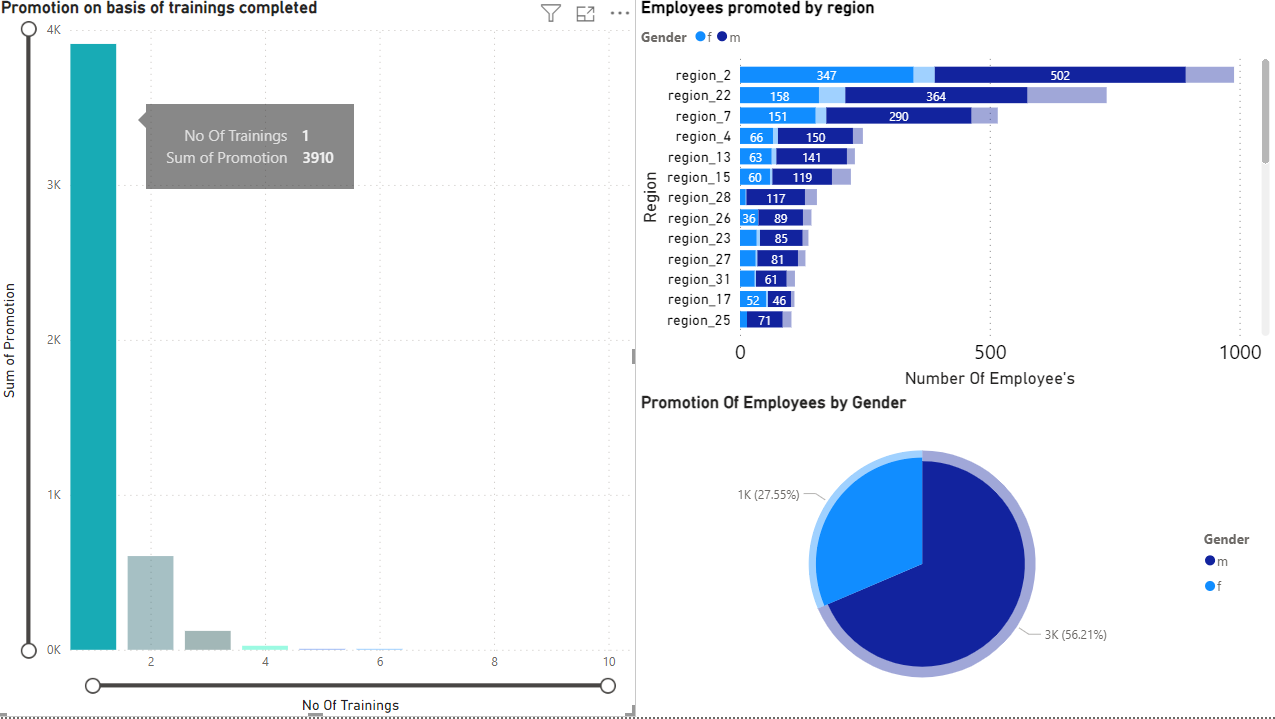 Promotion on basis of trainings completed
4K
3K
2K
1K
0K
Sum of Promotion
No Of Trainings 1
Sum of Promotion 3910
2 4 6 8 10
No Of Trainings
Employees promoted by region
Gender f m
Region
region_2 347 502
region_22 158 364
region_7 151 290
region_4 66 150
region_13 63 141
region_15 60 119
region_28 117
region_26 36 89
region_23 85
region_27 81
region_31 61
region_17 52 46
region_25 71
0 500 1000
Number Of Employee's
Promotion Of Employees by Gender
1K (27.55%)
3K (56.21%)
Gender
m
f